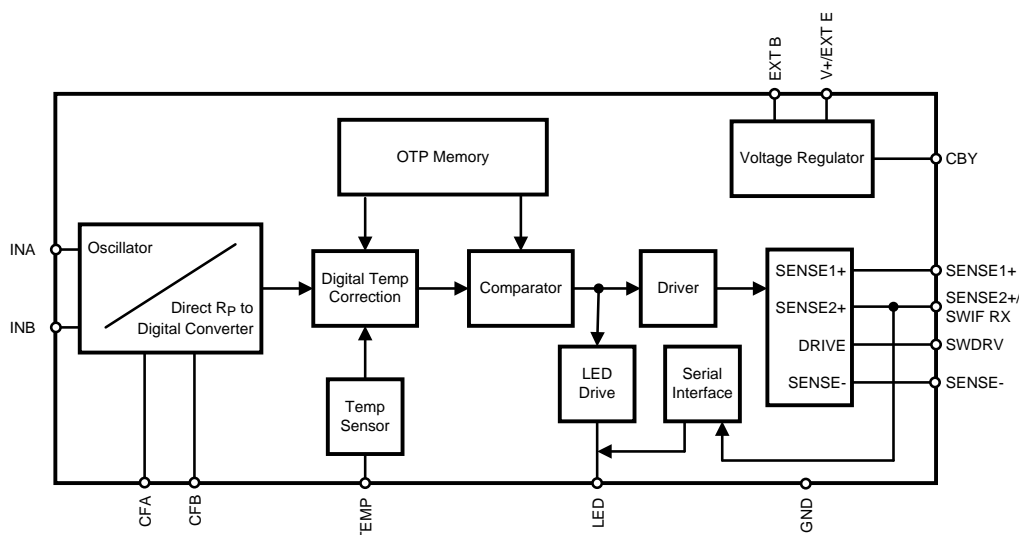 EXT B
V+/EXT E
OTP Memory
Voltage Regulator
CBY
INA
Oscillator
Direct RP to
Digital Converter
INB
Digital Temp
Correction
Comparator
Driver
SENSE1+
SENSE2+
DRIVE
SENSE-
SENSE1+
SENSE2+/
SWIF RX
SWDRV
SENSE-
Temp
Sensor
LED
Drive
Serial
Interface
CFA
CFB
TEMP
LED
GND